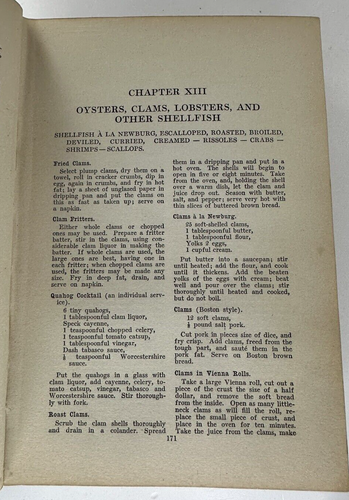 CHAPTER XIII
OYSTERS, CLAMS, LOBSTERS, AND
OTHER SHELLFISH
SHELLFISH À LA NEWBURG, ESCALLOPED, ROASTED, BROILED,
DEVILED, CURRIED, CREAMED — RISSOLES — CRABS —
SHRIMPS — SCALLOPS.
Fried Clams.
Select plump clams, dry them on a
towel, roll in cracker crumbs, dip in
egg, again in crumbs, and fry in hot
fat; lay a sheet of unglazed paper in
dripping pan and put the clams on
this as fast as taken up; serve on
a napkin.
Clam Fritters.
Either whole clams or chopped
ones may be used. Prepare a fritter
batter, stir in the clams, using con-
siderable clam liquor in making the
batter. If whole clams are used, the
large ones are best, having one in
each fritter; when chopped clams are
used, the fritters may be made any
size. Fry in deep fat, drain, and
serve on napkin.
Quahog Cocktail (an individual serv-
ice).
6 tiny quahogs,
1 tablespoonful clam liquor,
Speck cayenne,
1 teaspoonful chopped celery,
1 teaspoonful tomato catsup,
1 tablespoonful vinegar,
Dash tabasco sauce,
½ teaspoonful Worcestershire
sauce.
Put the quahogs in a glass with
clam liquor, add cayenne, celery, to-
mato catsup, vinegar, tabasco and
Worcestershire sauce. Stir thorough-
ly with fork.
Roast Clams.
Scrub the clam shells thoroughly
and drain in a colander. Spread
them in a dripping pan and put in a
hot oven. The shells will begin to
open in five or eight minutes. Take
from the oven, and, holding the shell
over a warm dish, let the clam and
juice drop out. Season with butter,
salt, and pepper; serve very hot with
thin slices of buttered brown bread.
Clams à la Newburg.
25 soft-shelled clams,
1 tablespoonful butter,
1 tablespoonful flour,
Yolks 2 eggs,
1 cupful cream.
Put butter into a saucepan; stir
until heated; add the flour, and cook
until it thickens. Add the beaten
yolks of the eggs with cream; beat
well and pour over the clams; stir
thoroughly until heated and cooked,
but do not boil.
Clams (Boston style).
12 soft clams,
¼ pound salt pork.
Cut pork in pieces size of dice, and
fry crisp. Add clams, freed from the
tough part, and sauté them in the
pork fat. Serve on Boston brown
bread.
Clams in Vienna Rolls.
Take a large Vienna roll, cut out a
piece of the crust the size of a half
dollar, and remove the soft bread
from the inside. Open as many little-
neck clams as will fill the roll, re-
place the small piece of crust, and
place in the oven for ten minutes.
Take the juice from the clams, make
171